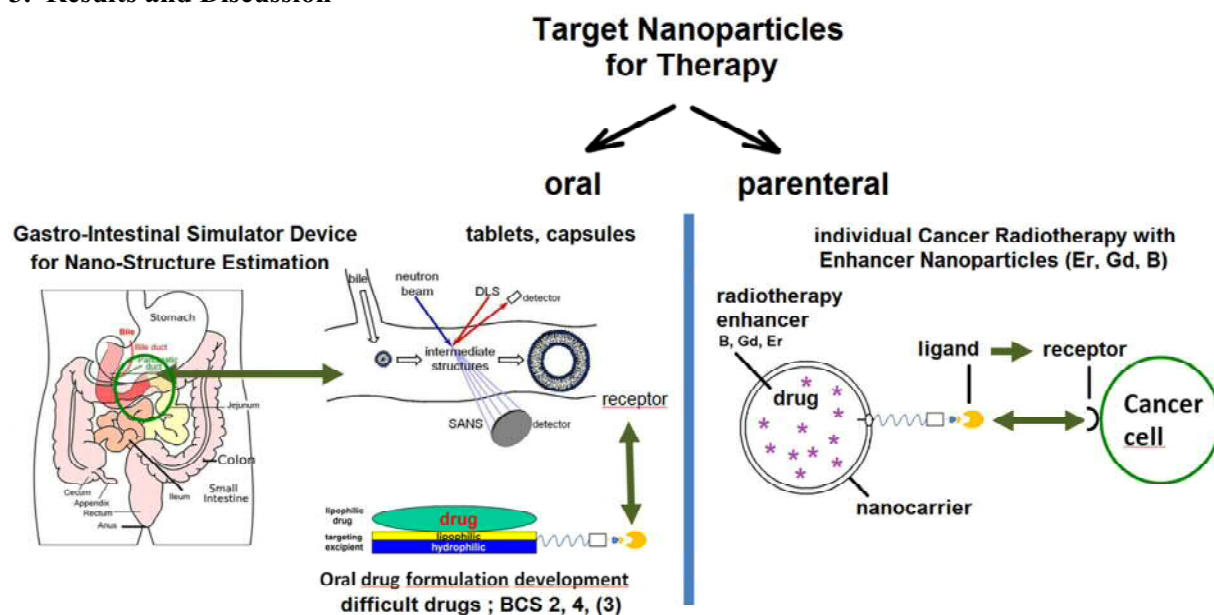 3. Results and Discussion
Target Nanoparticles
for Therapy
oral
parenteral
Gastro-Intestinal Simulator Device
for Nano-Structure Estimation
Stomach
Bile
Bile duct
Pancreatic
duct
Jejunum
Colon
Small
Intestine
Cecum
Appendix
Rectum
Anus
Ileum
tablets, capsules
bile
neutron
beam
DLS
detector
intermediate
structures
SANS
detector
receptor
lipophilic
drug
drug
targeting
excipient
lipophilic
hydrophilic
Oral drug formulation development
difficult drugs ; BCS 2, 4, (3)
individual Cancer Radiotherapy with
Enhancer Nanoparticles (Er, Gd, B)
radiotherapy
enhancer
B, Gd, Er
drug
nanocarrier
ligand
receptor
Cancer
cell